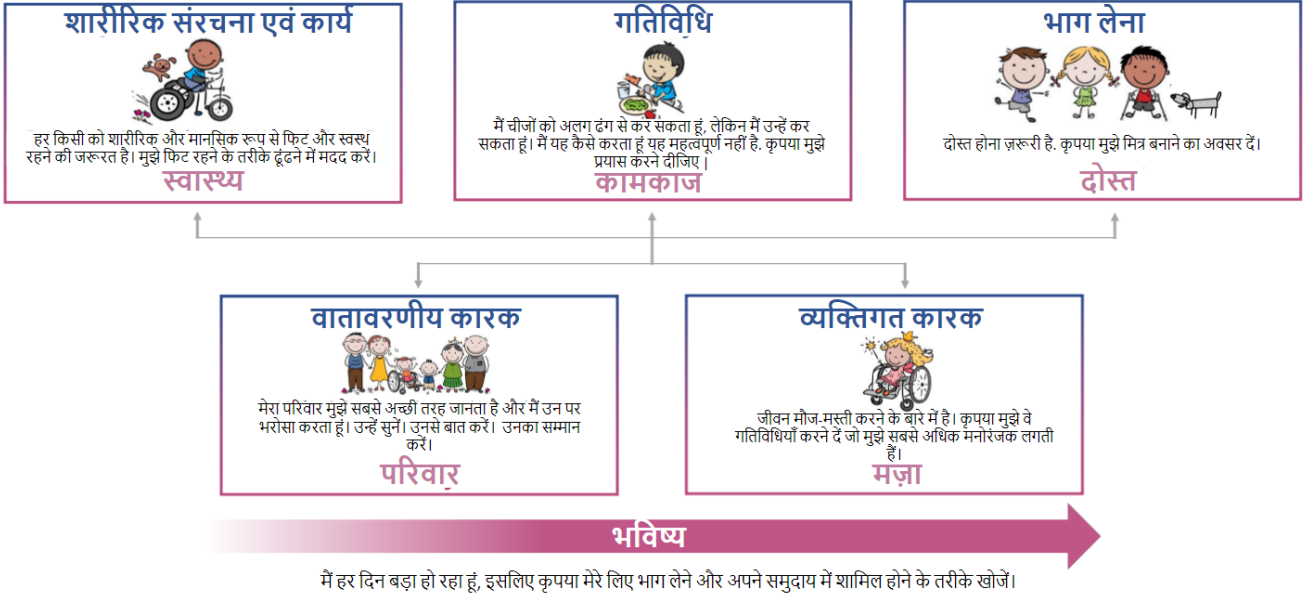 शारीरिक संरचना एवं कार्य
हर किसी को शारीरिक और मानसिक रूप से फिट और स्वस्थ
रहने की जरूरत है। मुझे फिट रहने के तरीके ढूंढने में मदद करें।
स्वास्थ्य
गतिविधि
मैं चीजों को अलग ढंग से कर सकता हूं, लेकिन मैं उन्हें कर
सकता हूं। मैं यह कैसे करता हूं यह महत्वपूर्ण नहीं है. कृपया मुझे
प्रयास करने दीजिए |
कामकाज
भाग लेना
दोस्त होना ज़रूरी है. कृपया मुझे मित्र बनाने का अवसर दें।
दोस्त
वातावरणीय कारक
मेरा परिवार मुझे सबसे अच्छी तरह जानता है और मैं उन पर
भरोसा करता हूं। उन्हें सुनें। उनसे बात करें। उनका सम्मान
करें।
परिवार
व्यक्तिगत कारक
जीवन मौज-मस्ती करने के बारे में है। कृपया मुझे वे
गतिविधियाँ करने दें जो मुझे सबसे अधिक मनोरंजक लगती
हैं।
मज़ा
भविष्य
मैं हर दिन बड़ा हो रहा हूं, इसलिए कृपया मेरे लिए भाग लेने और अपने समुदाय में शामिल होने के तरीके खोजें।